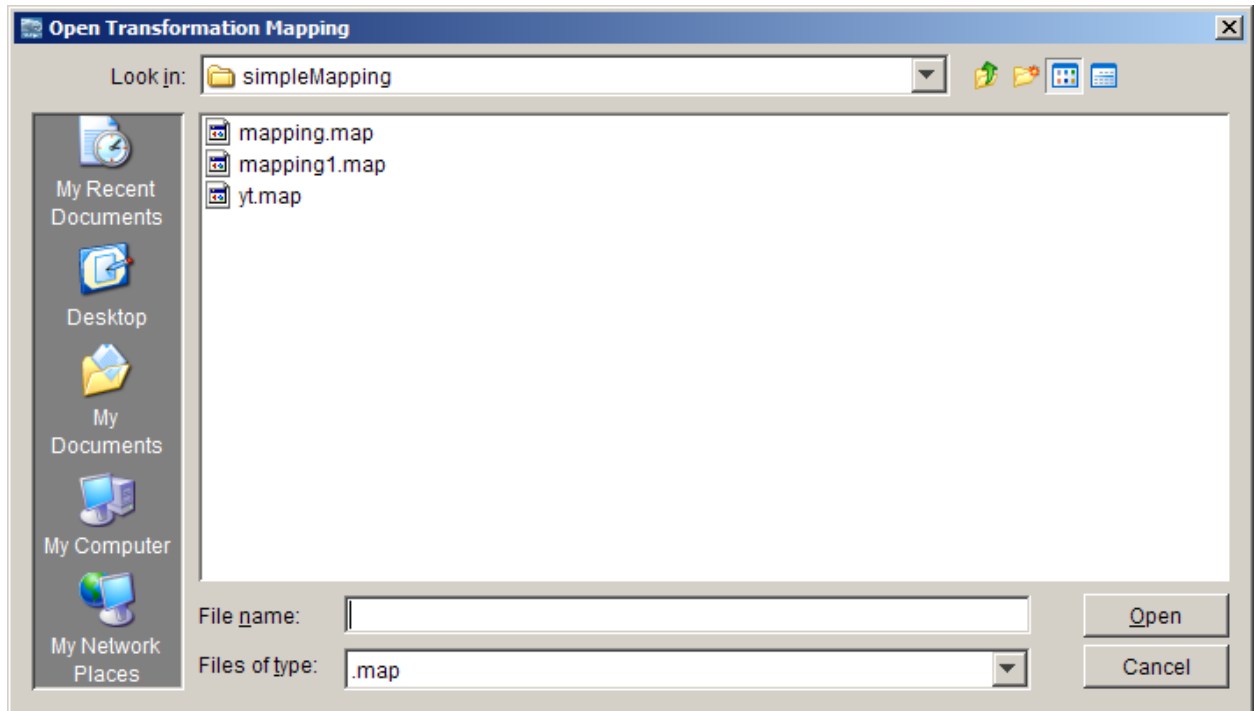 Open Transformation Mapping
Look in:
simpleMapping
mapping.map
mapping1.map
yt.map
My Recent
Documents
Desktop
My
Documents
My Computer
My Network
Places
File name:
Open
Files of type:
.map
Cancel